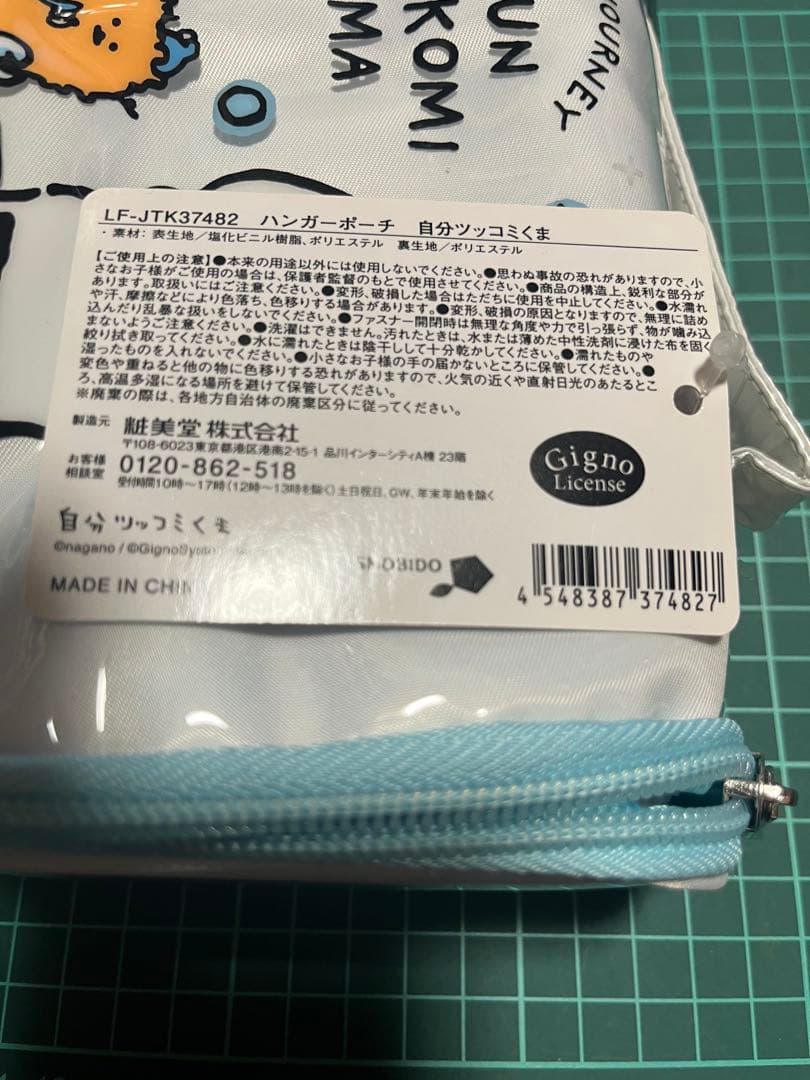 UN
KOMI
MA
JOURNEY
LF-JTK37482 ハンガーポーチ 自分ツッコミくま
・素材：表生地／塩化ビニル樹脂、ポリエステル 裏生地／ポリエステル
【ご使用上の注意】●本来の用途以外には使用しないでください。●思わぬ事故の恐れがありますので、小
さなお子様がご使用の場合は、保護者監督のもとで使用させてください。●商品の構造上、鋭利な部分が
あります。取扱いにはご注意ください。●変形、破損した場合はただちに使用を中止してください。●水濡れ
や汗、摩擦などにより色落ち、色移りする場合があります。●変形、破損の原因となりますので、無理に詰め
込んだり乱暴な扱いをしないでください。●ファスナー開閉時は無理な角度や力で引っ張らず、物が噛み込
まないようご注意ください。●洗濯はできません。汚れたときは、水または薄めた中性洗剤に浸けた布を固く
絞り拭き取ってください。●水に濡れたときは陰干しして十分乾かしてください。●濡れたものや
湿ったものを入れないでください。●小さなお子様の手の届かないところに保管してください。●
変色や重ねると他の物に色移りする恐れがありますので、火気の近くや直射日光のあたるとこ
ろ、高温多湿になる場所を避けて保管してください。
※廃棄の際は、各地方自治体の廃棄区分に従ってください。
製造元 粧美堂 株式会社
〒108-6023東京都港区港南2-15-1 品川インターシティA棟 23階
お客様
相談室 0120-862-518
受付時間10時～17時（12時～13時を除く）土日祝日、GW、年末年始を除く
Gigno
License
自分ツッコミくま
©nagano / ©GignoSyste
MADE IN CHIN
SHOBIDO
4 548387 374827